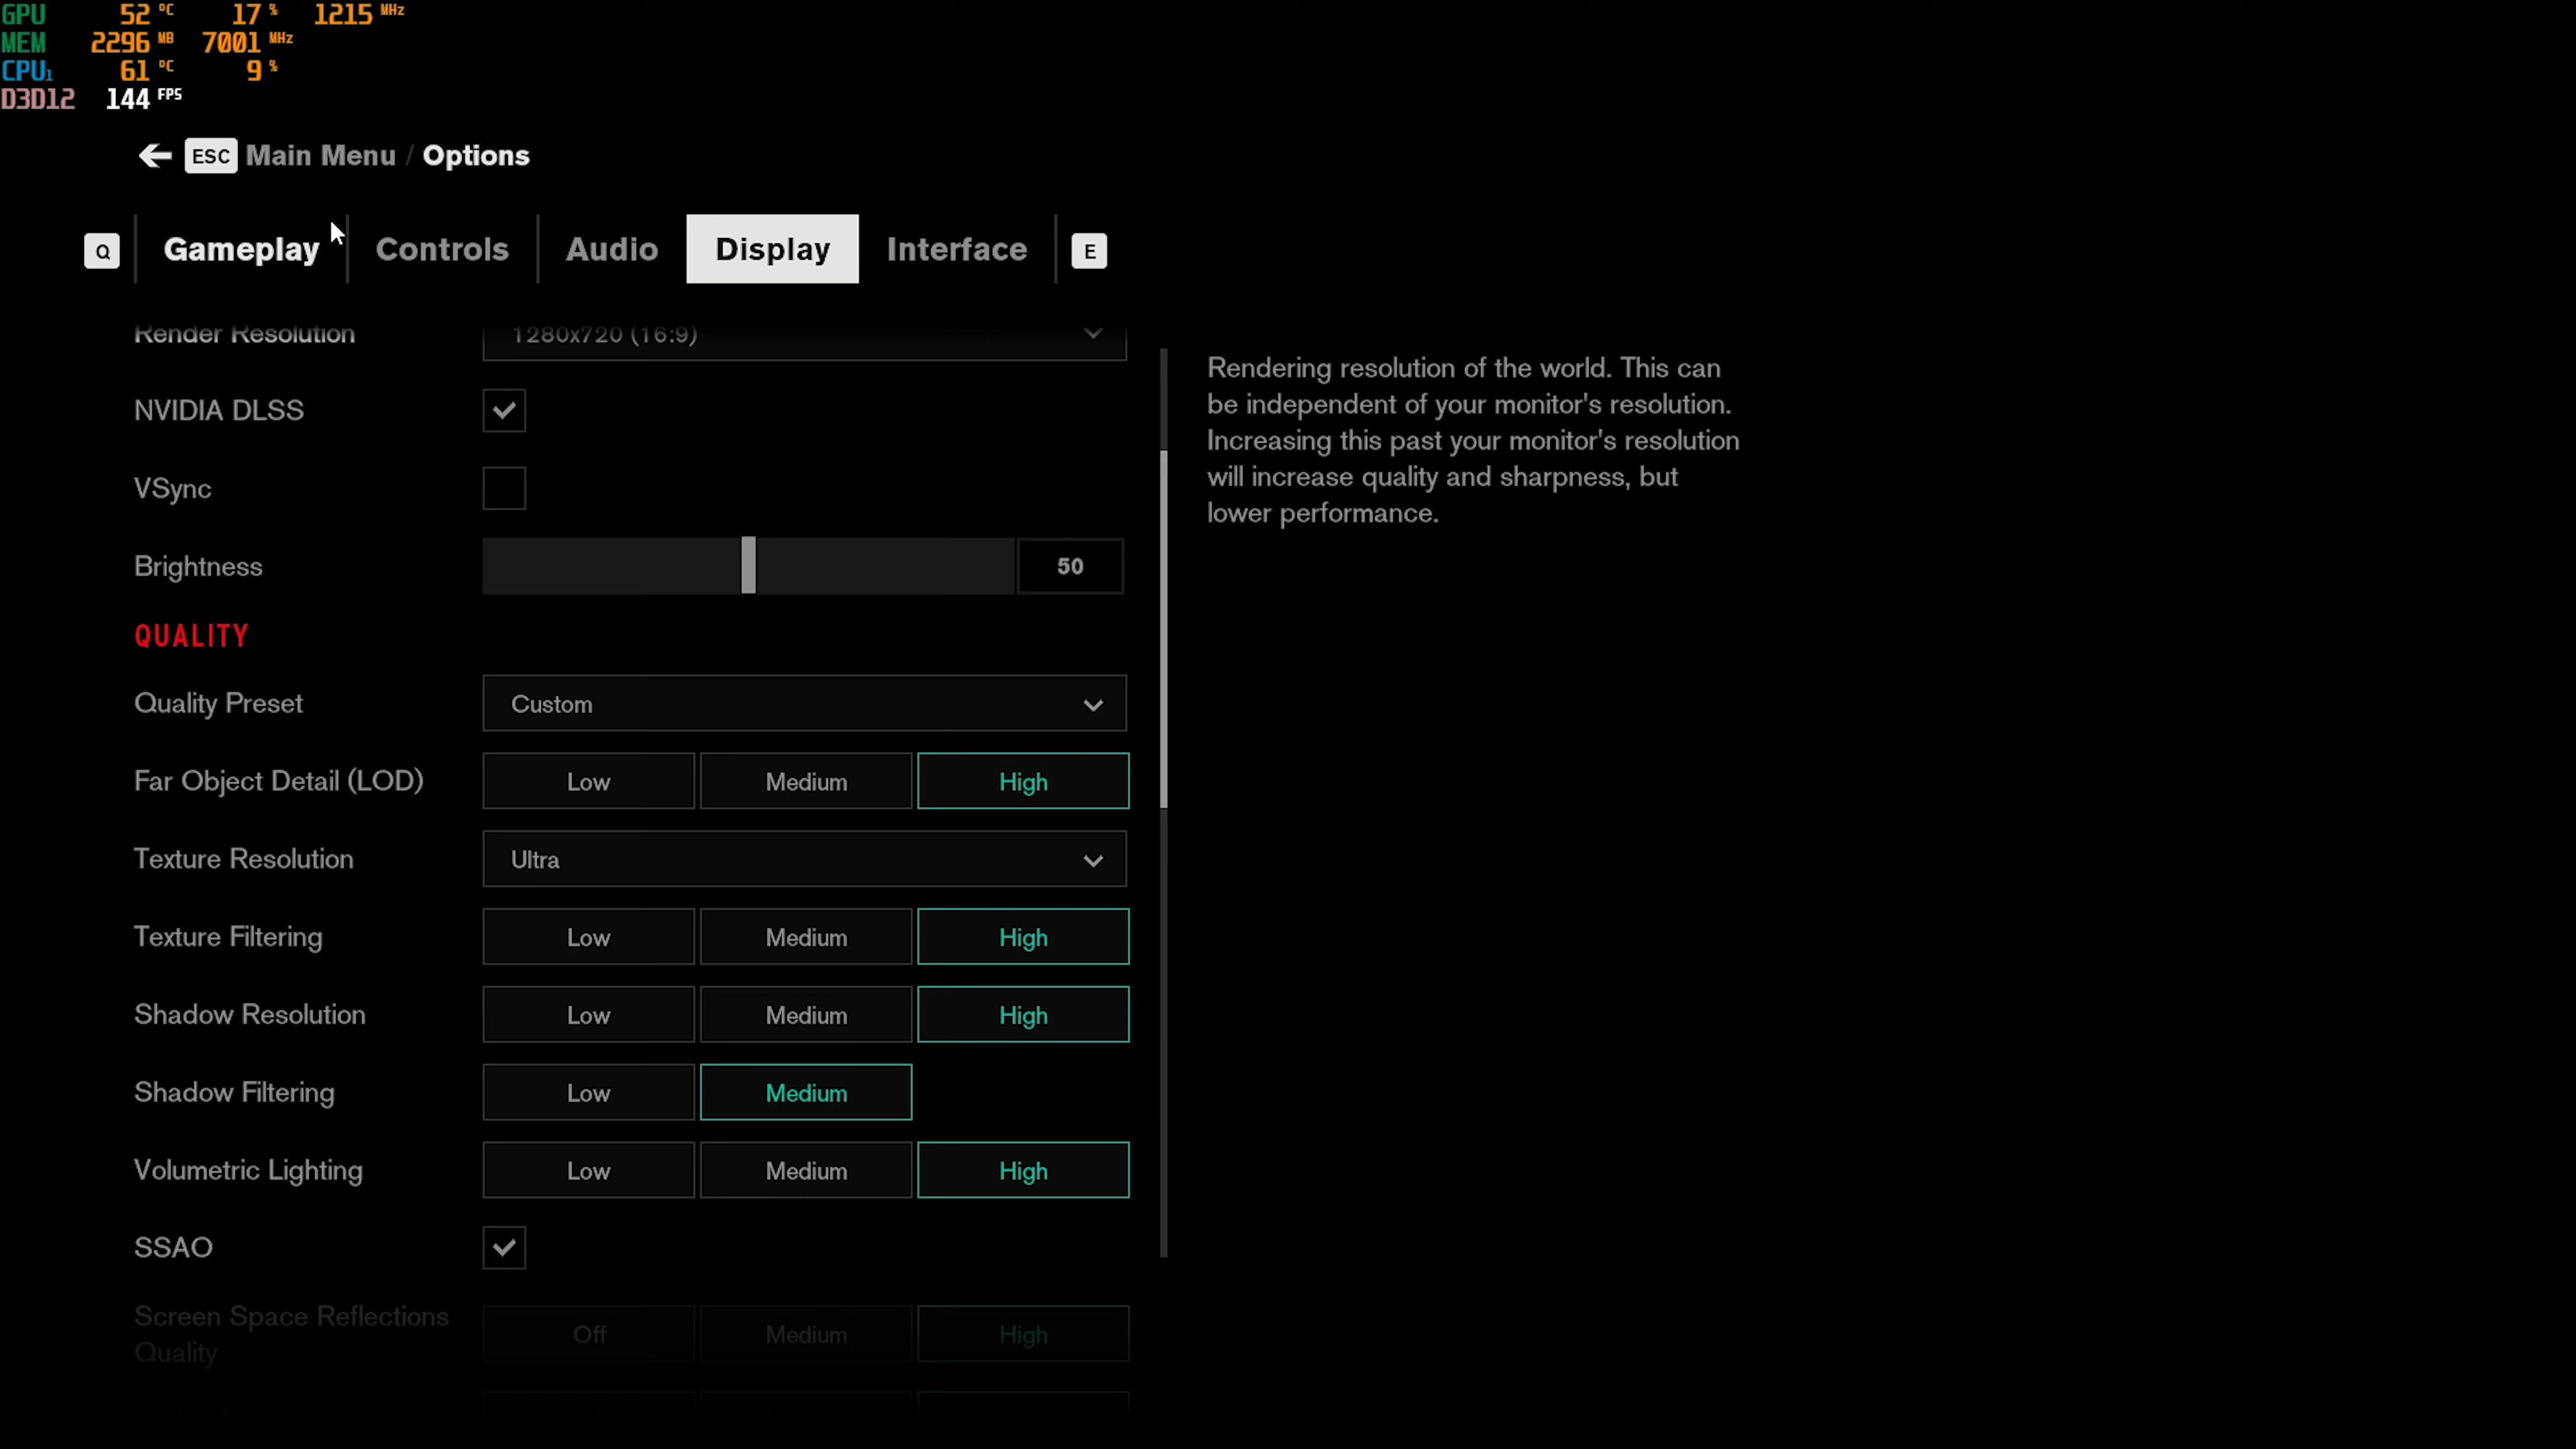 GPU 52 °C 17 % 1215 MHz
MEM 2296 MB 7001 MHz
CPU1 61 °C 9 %
D3D12 144 FPS
ESC Main Menu / Options
Q Gameplay Controls Audio Display Interface E
Render Resolution 1280x720 (16:9)
NVIDIA DLSS
VSync
Brightness 50
QUALITY
Quality Preset Custom
Far Object Detail (LOD) Low Medium High
Texture Resolution Ultra
Texture Filtering Low Medium High
Shadow Resolution Low Medium High
Shadow Filtering Low Medium
Volumetric Lighting Low Medium High
SSAO
Screen Space Reflections
Quality Off Medium High
Rendering resolution of the world. This can
be independent of your monitor's resolution.
Increasing this past your monitor's resolution
will increase quality and sharpness, but
lower performance.